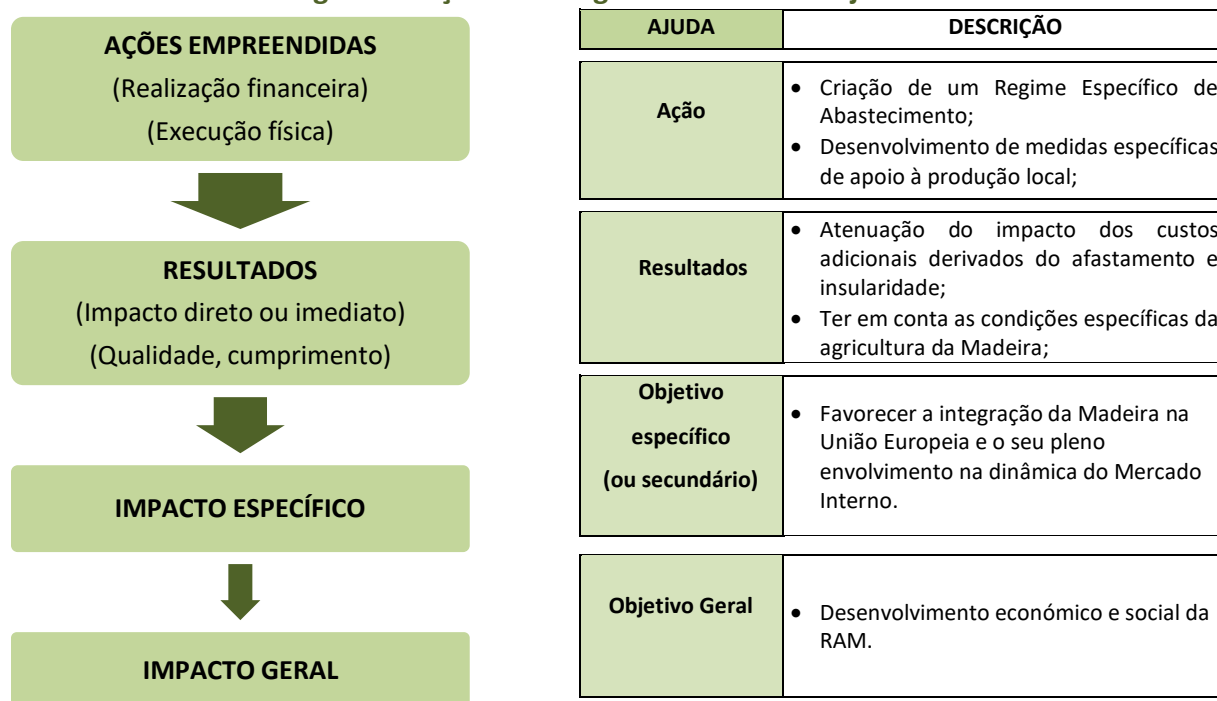 AÇÕES EMPREENDIDAS
(Realização financeira)
(Execução física)
RESULTADOS
(Impacto direto ou imediato)
(Qualidade, cumprimento)
IMPACTO ESPECÍFICO
IMPACTO GERAL
AJUDA DESCRIÇÃO
Ação
• Criação de um Regime Específico de
Abastecimento;
• Desenvolvimento de medidas específicas
de apoio à produção local;
Resultados
• Atenuação do impacto dos custos
adicionais derivados do afastamento e
insularidade;
• Ter em conta as condições específicas da
agricultura da Madeira;
Objetivo
específico
(ou secundário)
• Favorecer a integração da Madeira na
União Europeia e o seu pleno
envolvimento na dinâmica do Mercado
Interno.
Objetivo Geral
• Desenvolvimento económico e social da
RAM.